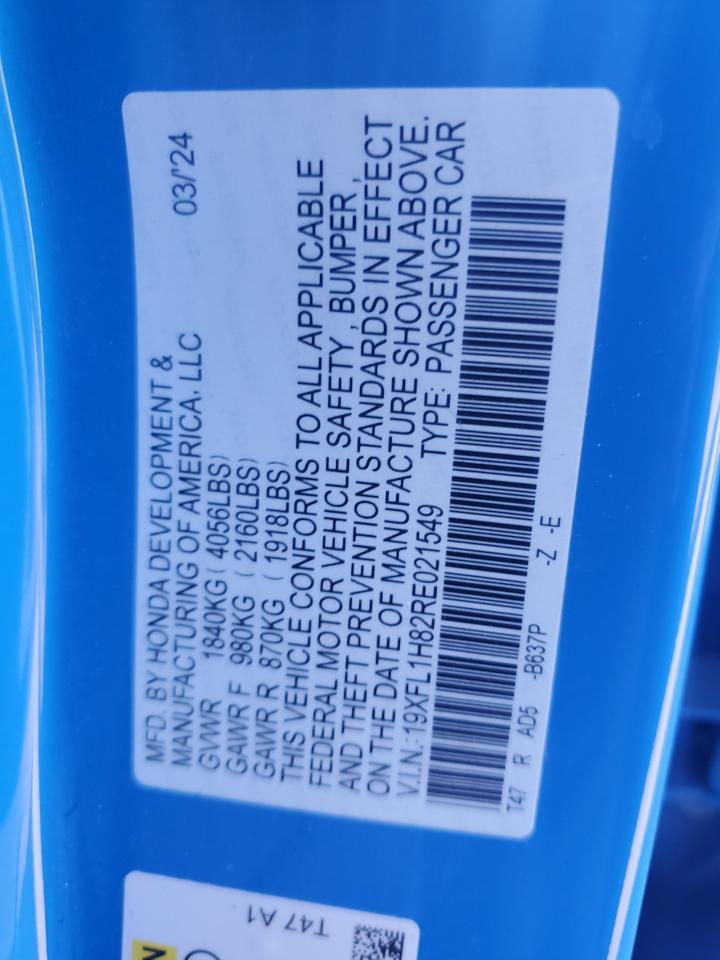 MFD. BY HONDA DEVELOPMENT &
MANUFACTURING OF AMERICA, LLC 03/'24
GVWR 1840KG ( 4056LBS)
GAWR F 980KG ( 2160LBS)
GAWR R 870KG ( 1918LBS)
THIS VEHICLE CONFORMS TO ALL APPLICABLE
FEDERAL MOTOR VEHICLE SAFETY , BUMPER ,
AND THEFT PREVENTION STANDARDS IN EFFECT
ON THE DATE OF MANUFACTURE SHOWN ABOVE.
V.I.N.: 19XFL1H82RE021549 TYPE: PASSENGER CAR
T47 R AD5 -B637P -Z -E
T47 A1